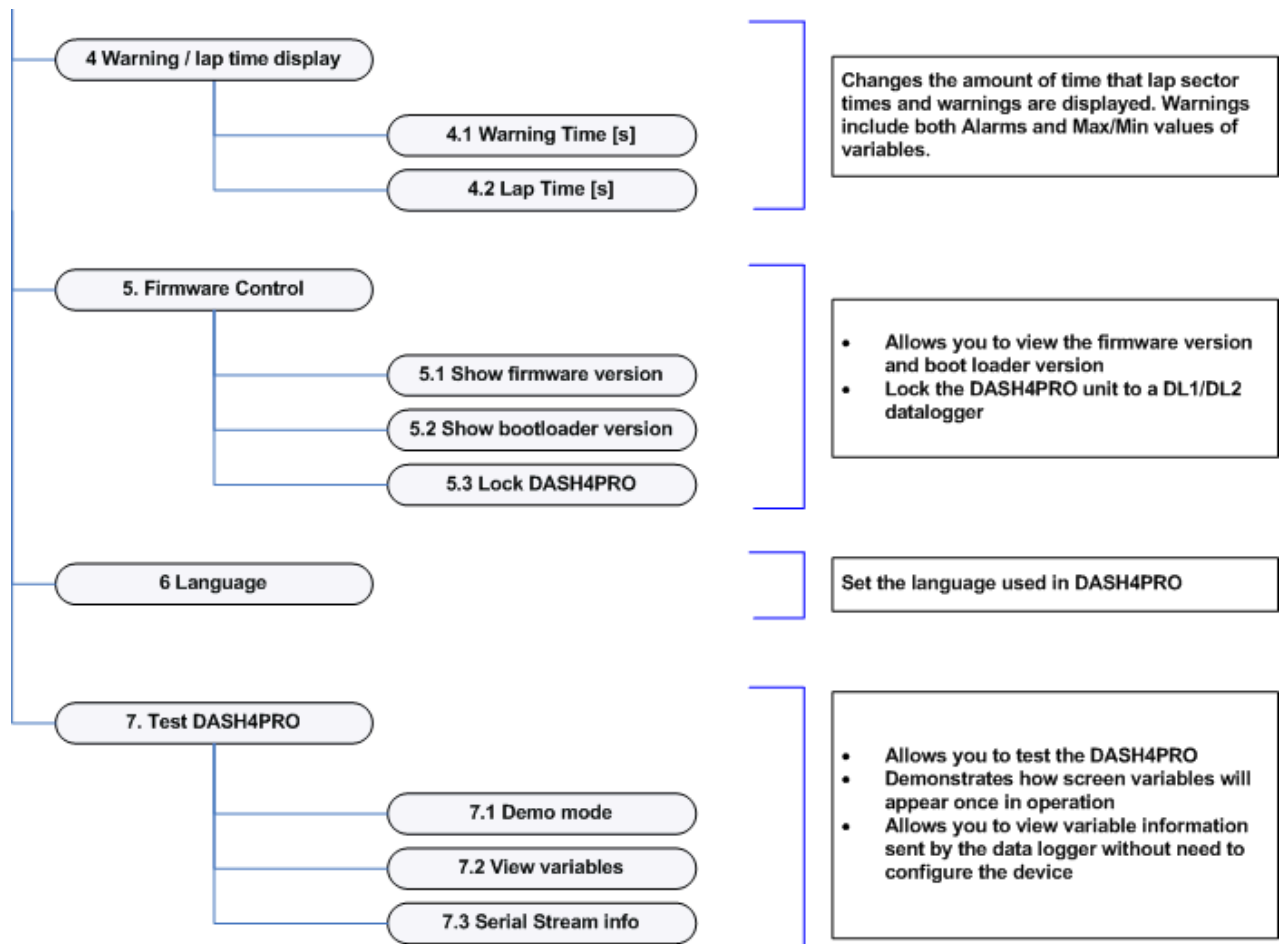 4 Warning / lap time display
4.1 Warning Time [s]
4.2 Lap Time [s]
Changes the amount of time that lap sector
times and warnings are displayed. Warnings
include both Alarms and Max/Min values of
variables.
5. Firmware Control
5.1 Show firmware version
5.2 Show bootloader version
5.3 Lock DASH4PRO
• Allows you to view the firmware version
and boot loader version
• Lock the DASH4PRO unit to a DL1/DL2
datalogger
6 Language
Set the language used in DASH4PRO
7. Test DASH4PRO
7.1 Demo mode
7.2 View variables
7.3 Serial Stream info
• Allows you to test the DASH4PRO
• Demonstrates how screen variables will
appear once in operation
• Allows you to view variable information
sent by the data logger without need to
configure the device